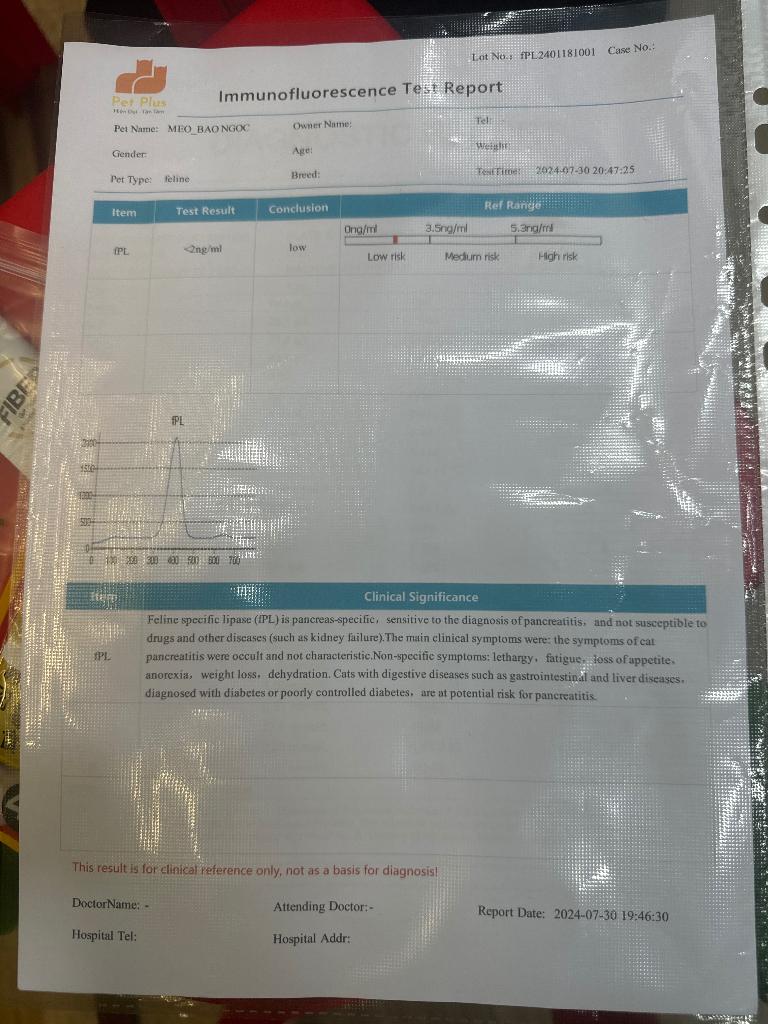 Lot No.: fPL2401181001 Case No.:
Pet Plus
Hiện Đại - Tận Tâm
Immunofluorescence Test Report
Pet Name: MEO_BAO NGOC Owner Name: Tel:
Gender: Age: Weight:
Pet Type: feline Breed: TestTime: 2024-07-30 20:47:25
Item Test Result Conclusion Ref Range
0ng/ml 3.5ng/ml 5.3ng/ml
fPL <2ng/ml low
Low risk Medium risk High risk
fPL
2000
1500
1000
500
0
0 100 200 300 400 500 600 700
Item Clinical Significance
fPL
Feline specific lipase (fPL) is pancreas-specific, sensitive to the diagnosis of pancreatitis, and not susceptible to
drugs and other diseases (such as kidney failure).The main clinical symptoms were: the symptoms of cat
pancreatitis were occult and not characteristic.Non-specific symptoms: lethargy, fatigue, loss of appetite,
anorexia, weight loss, dehydration. Cats with digestive diseases such as gastrointestinal and liver diseases,
diagnosed with diabetes or poorly controlled diabetes, are at potential risk for pancreatitis.
This result is for clinical reference only, not as a basis for diagnosis!
DoctorName: - Attending Doctor:- Report Date: 2024-07-30 19:46:30
Hospital Tel: Hospital Addr:
FIBER